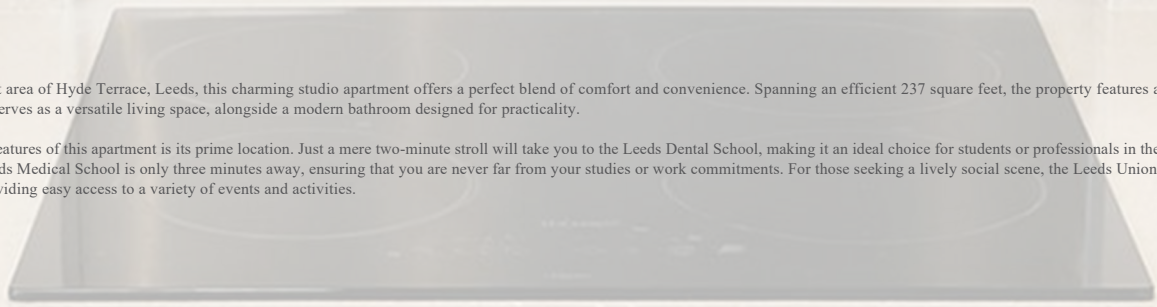 area of Hyde Terrace, Leeds, this charming studio apartment offers a perfect blend of comfort and convenience. Spanning an efficient 237 square feet, the property features a
erves as a versatile living space, alongside a modern bathroom designed for practicality.
eatures of this apartment is its prime location. Just a mere two-minute stroll will take you to the Leeds Dental School, making it an ideal choice for students or professionals in the
ds Medical School is only three minutes away, ensuring that you are never far from your studies or work commitments. For those seeking a lively social scene, the Leeds Union
viding easy access to a variety of events and activities.